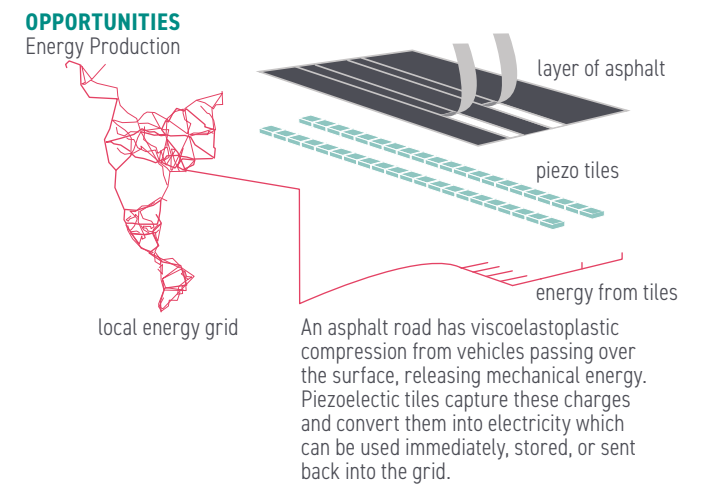 OPPORTUNITIES
Energy Production
layer of asphalt
piezo tiles
energy from tiles
local energy grid
An asphalt road has viscoelastoplastic
compression from vehicles passing over
the surface, releasing mechanical energy.
Piezoelectic tiles capture these charges
and convert them into electricity which
can be used immediately, stored, or sent
back into the grid.